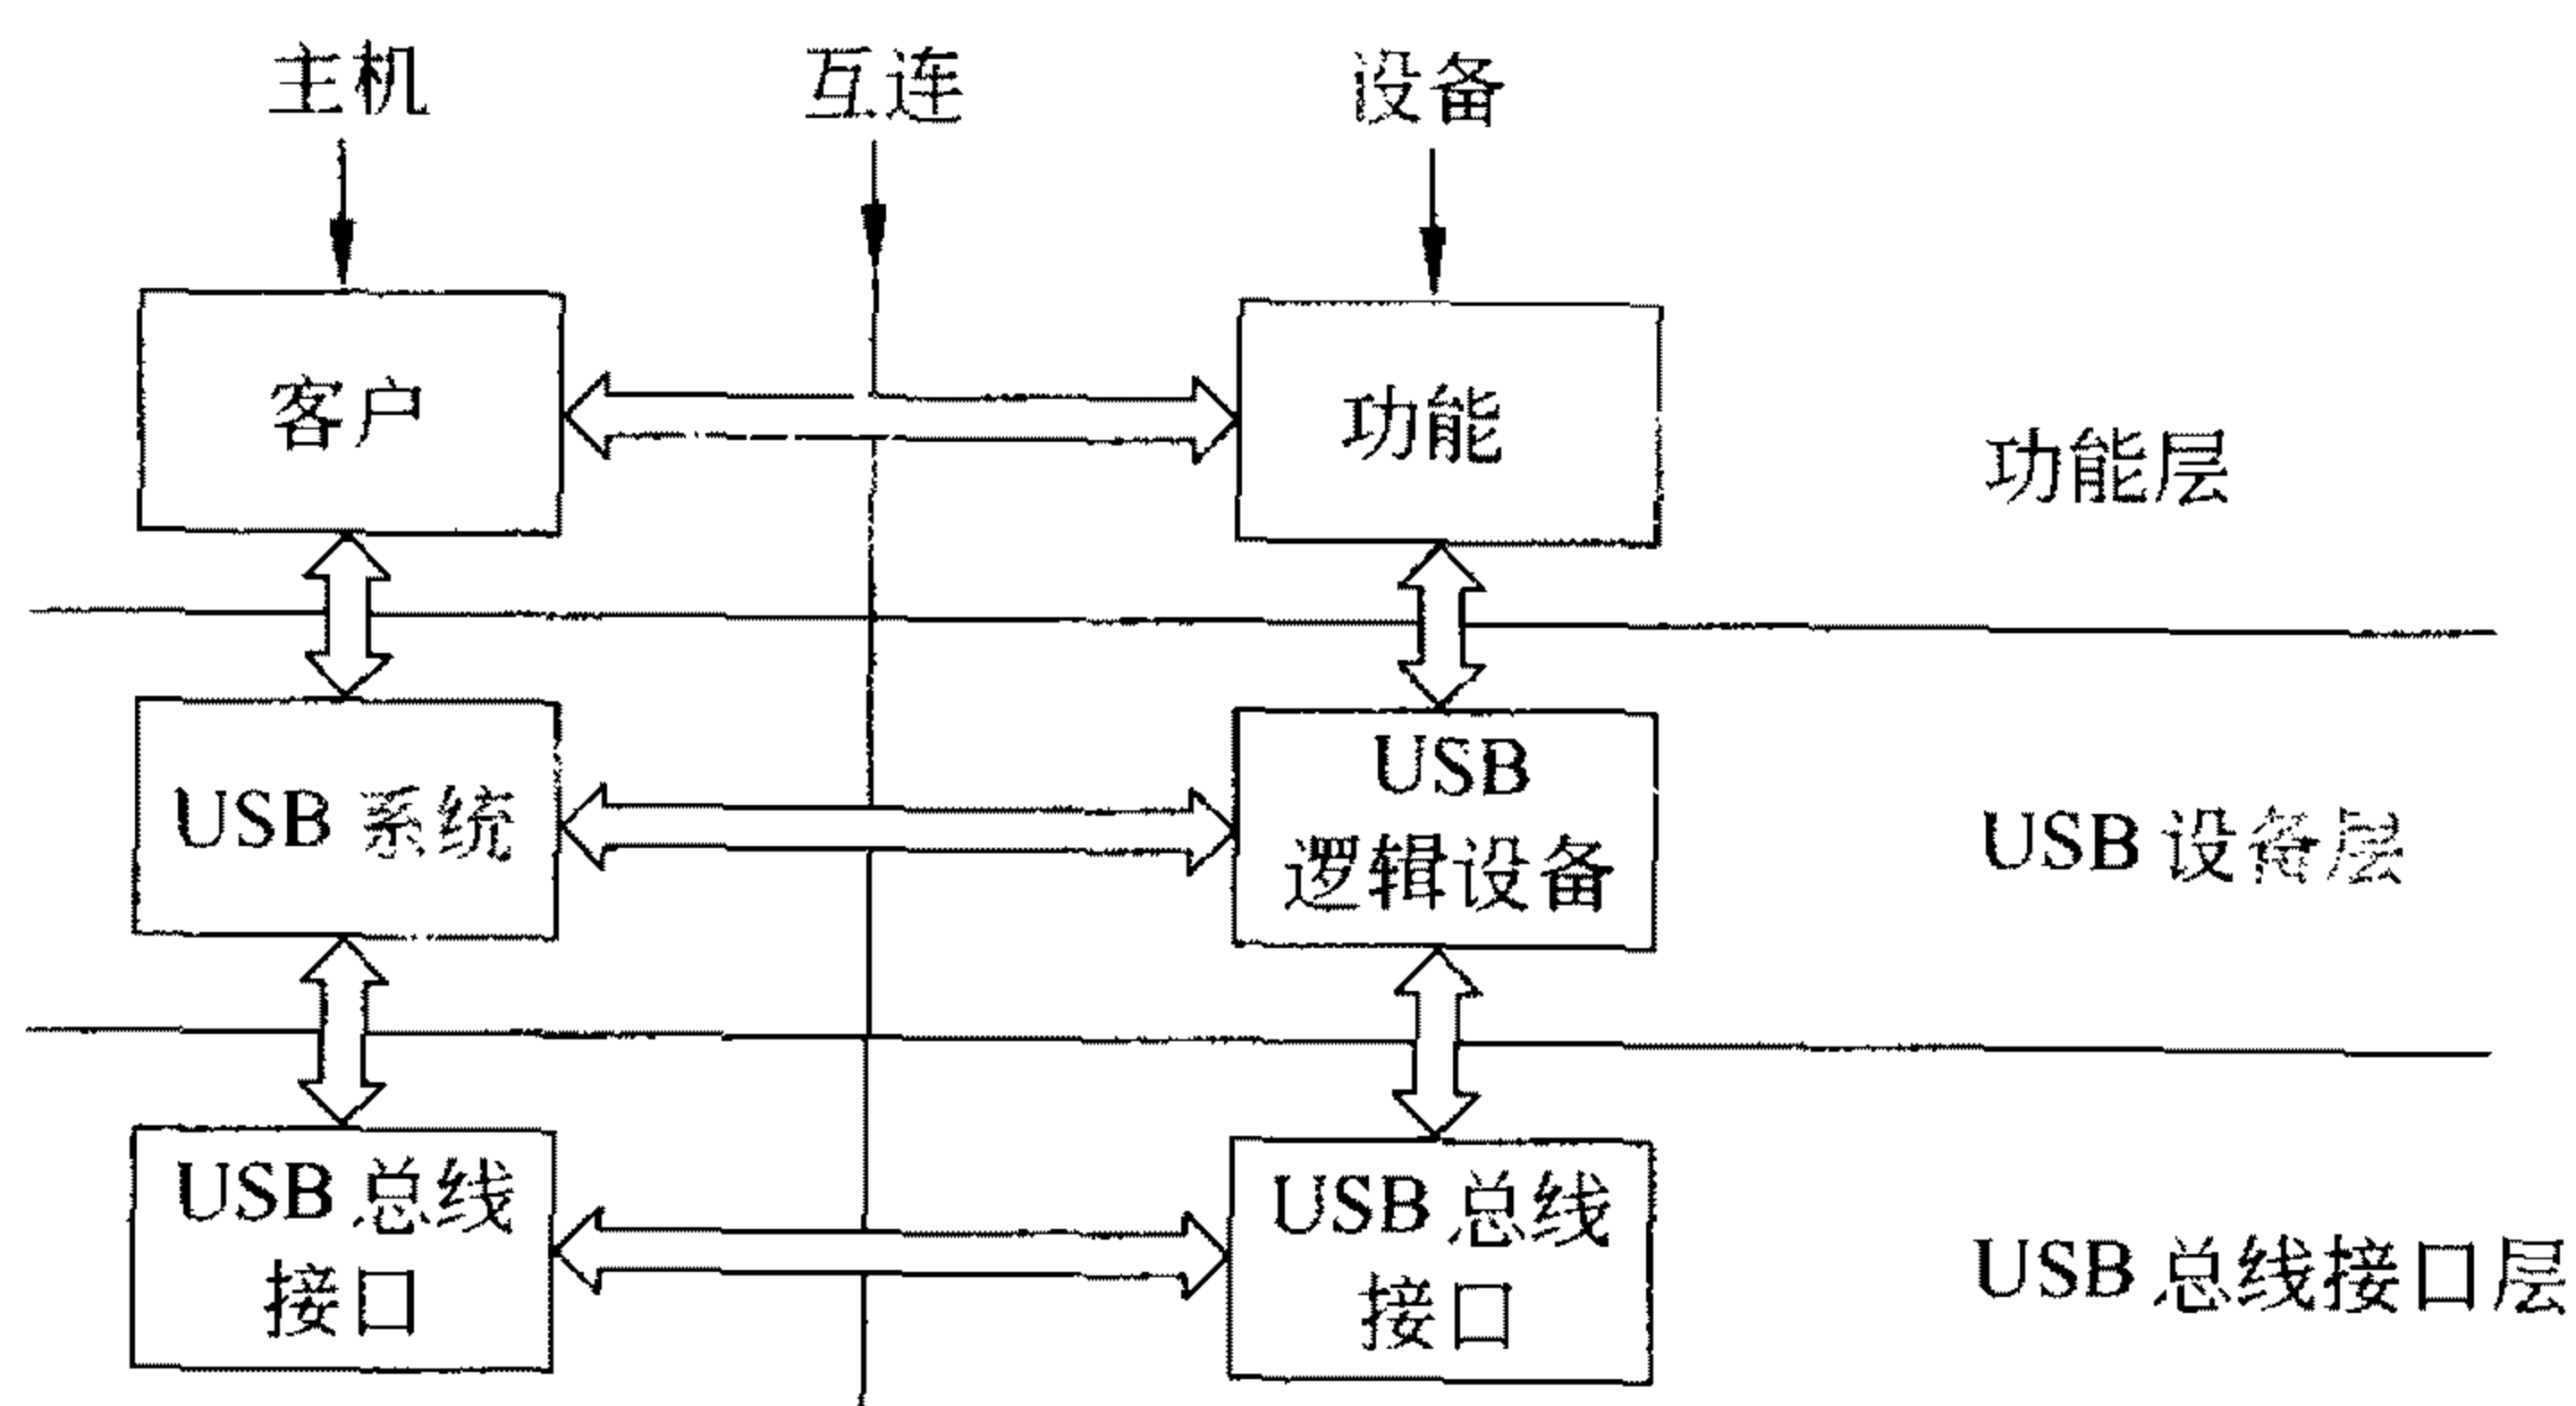 主机
互连
设备
客户
功能
功能层
USB 系统
USB
逻辑设备
USB 设备层
USB 总线
接口
USB 总线
接口
USB 总线接口层